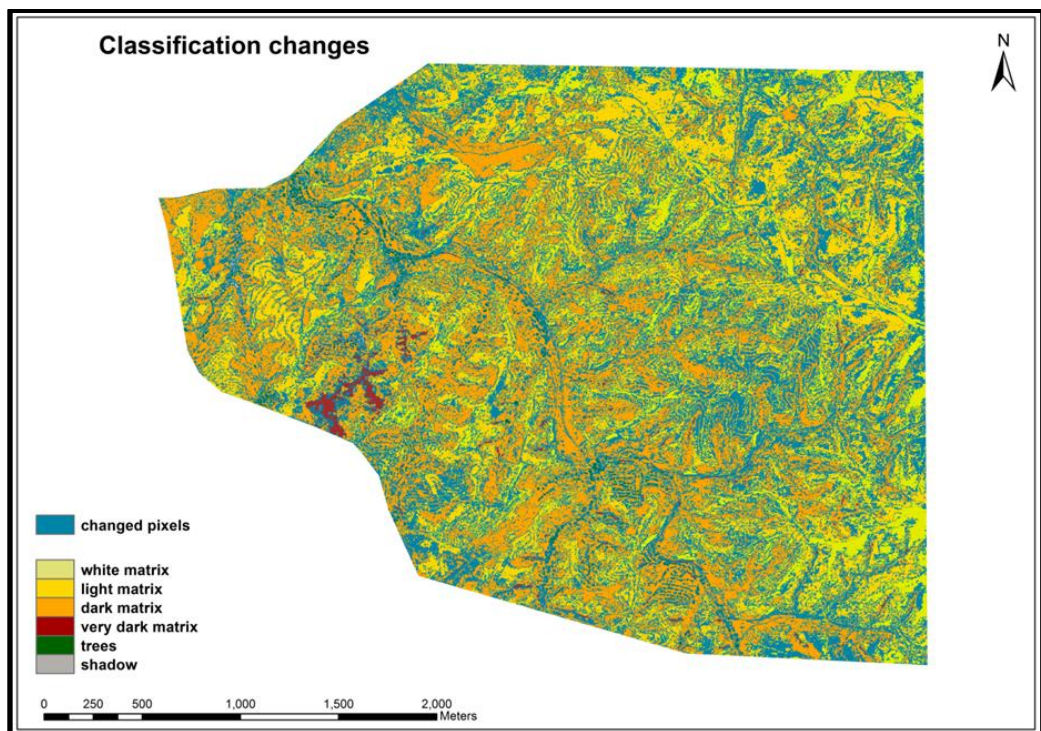 Classification changes
N
changed pixels
white matrix
light matrix
dark matrix
very dark matrix
trees
shadow
0 250 500 1,000 1,500 2,000
Meters